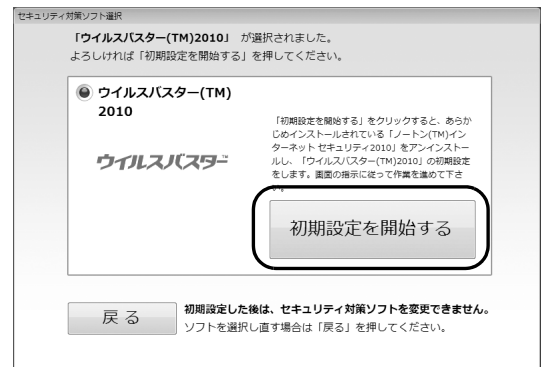 セキュリティ対策ソフト選択
「ウイルスバスター(TM)2010」 が選択されました。
よろしければ「初期設定を開始する」を押してください。
ウイルスバスター(TM)
2010
ウイルスバスター™
「初期設定を開始する」をクリックすると、あらか
じめインストールされている「ノートン(TM)イン
ターネット セキュリティ2010」をアンインストー
ルし、「ウイルスバスター(TM)2010」の初期設定
をします。画面の指示に従って作業を進めて下さ
い。
初期設定を開始する
戻 る
初期設定した後は、セキュリティ対策ソフトを変更できません。
ソフトを選択し直す場合は「戻る」を押してください。